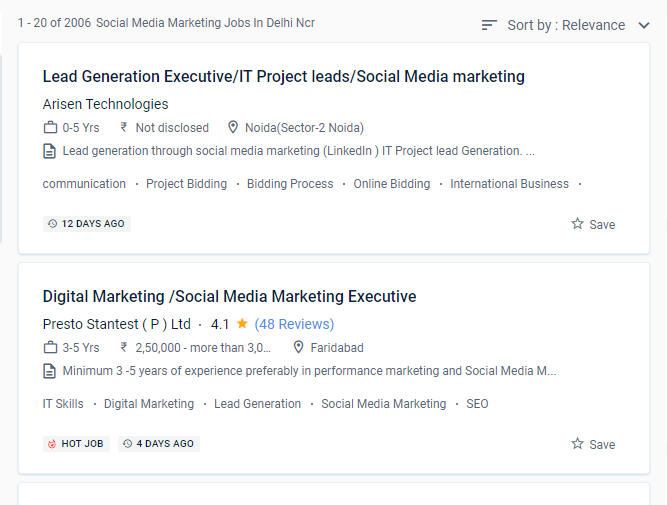 1 - 20 of 2006 Social Media Marketing Jobs In Delhi Ncr
Sort by : Relevance
Lead Generation Executive/IT Project leads/Social Media marketing
Arisen Technologies
0-5 Yrs ₹ Not disclosed Noida(Sector-2 Noida)
Lead generation through social media marketing (LinkedIn ) IT Project lead Generation. ...
communication · Project Bidding · Bidding Process · Online Bidding · International Business ·
12 DAYS AGO
Save
Digital Marketing /Social Media Marketing Executive
Presto Stantest ( P ) Ltd · 4.1 ★ (48 Reviews)
3-5 Yrs ₹ 2,50,000 - more than 3,0... Faridabad
Minimum 3 -5 years of experience preferably in performance marketing and Social Media M...
IT Skills · Digital Marketing · Lead Generation · Social Media Marketing · SEO
HOT JOB 4 DAYS AGO
Save